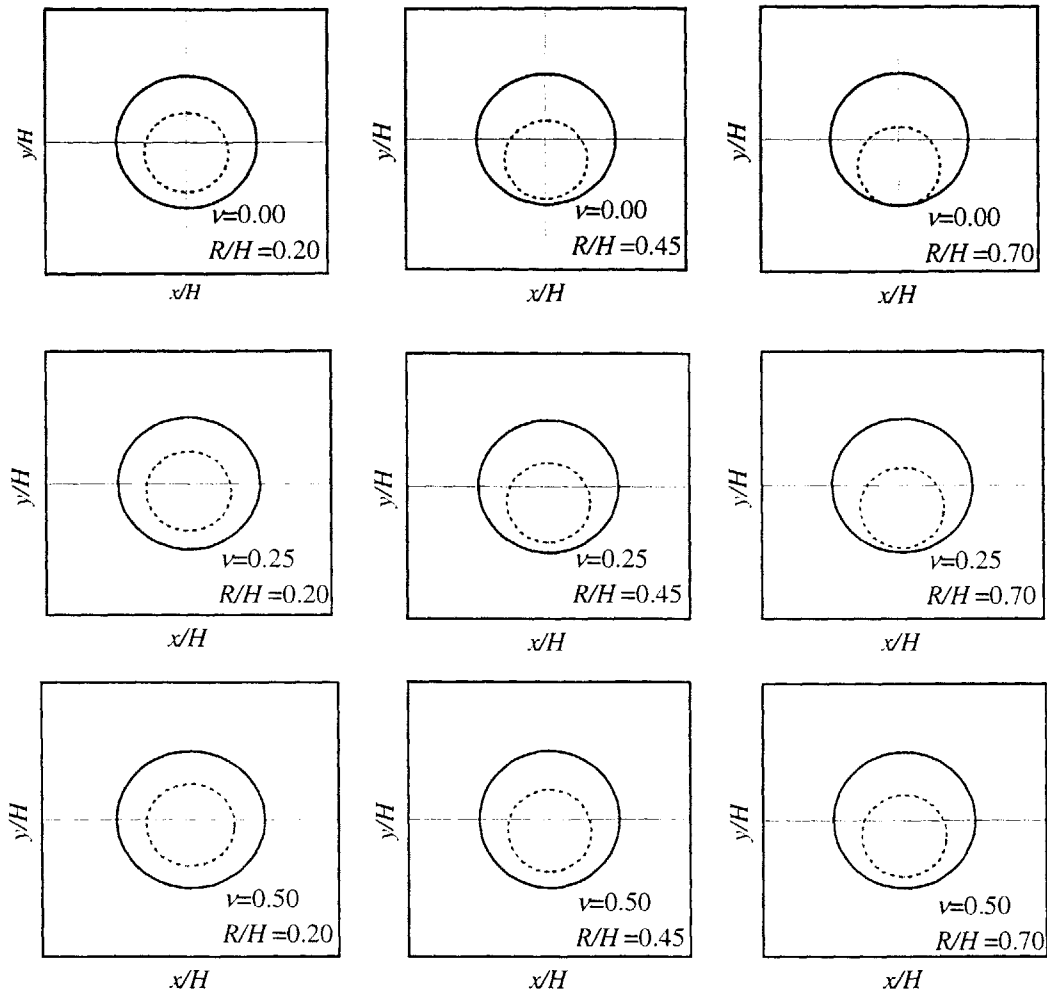 y/H
ν=0.00
R/H =0.20
x/H
y/H
ν=0.00
R/H =0.45
x/H
y/H
ν=0.00
R/H =0.70
x/H
y/H
ν=0.25
R/H =0.20
x/H
y/H
ν=0.25
R/H =0.45
x/H
y/H
ν=0.25
R/H =0.70
x/H
y/H
ν=0.50
R/H =0.20
x/H
y/H
ν=0.50
R/H =0.45
x/H
y/H
ν=0.50
R/H =0.70
x/H